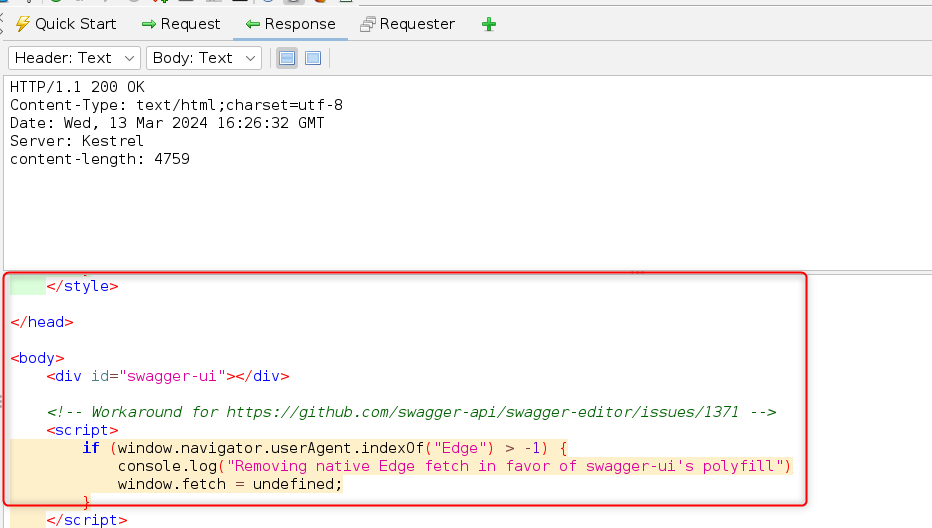 Quick Start Request Response Requester
Header: Text Body: Text
HTTP/1.1 200 OK
Content-Type: text/html;charset=utf-8
Date: Wed, 13 Mar 2024 16:26:32 GMT
Server: Kestrel
content-length: 4759
</style>
</head>
<body>
<div id="swagger-ui"></div>
<!-- Workaround for https://github.com/swagger-api/swagger-editor/issues/1371 -->
<script>
if (window.navigator.userAgent.indexOf("Edge") > -1) {
console.log("Removing native Edge fetch in favor of swagger-ui's polyfill")
window.fetch = undefined;
}
</script>